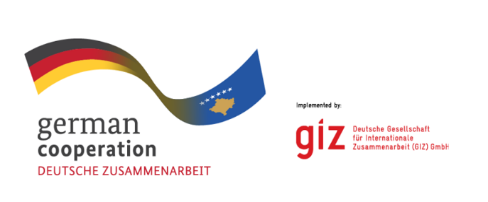 german
cooperation
DEUTSCHE ZUSAMMENARBEIT
Implemented by:
giz
Deutsche Gesellschaft
für Internationale
Zusammenarbeit (GIZ) GmbH